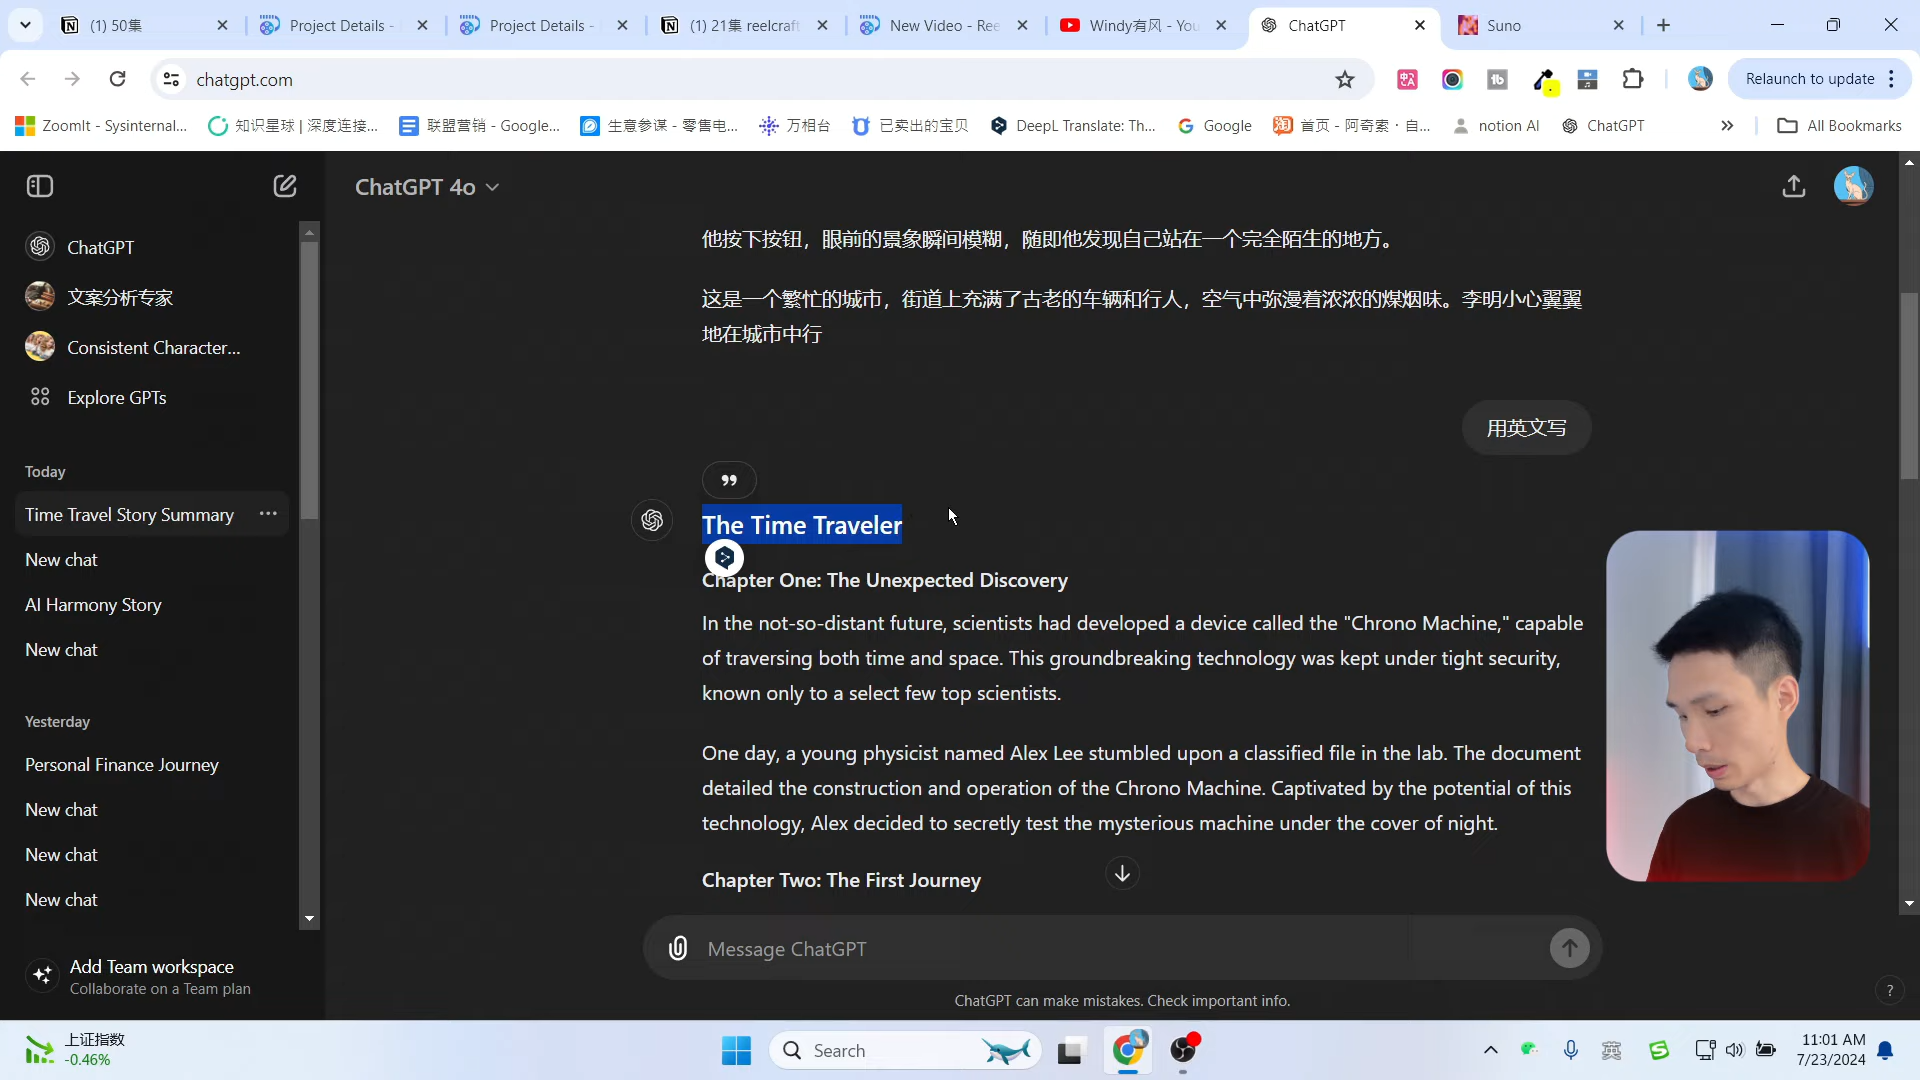 (1) 50集
Project Details -
Project Details -
(1) 21集 reelcraft
New Video - Ree
Windy有风 - You
ChatGPT
Suno
chatgpt.com
Relaunch to update
ZoomIt - Sysinternal...
知识星球 | 深度连接...
联盟营销 - Google...
生意参谋 - 零售电...
万相台
已卖出的宝贝
DeepL Translate: Th...
Google
首页 - 阿奇索 · 自...
notion AI
ChatGPT
All Bookmarks
ChatGPT 4o
ChatGPT
文案分析专家
Consistent Character...
Explore GPTs
Today
Time Travel Story Summary
New chat
AI Harmony Story
New chat
Yesterday
Personal Finance Journey
New chat
New chat
New chat
Add Team workspace
Collaborate on a Team plan
他按下按钮，眼前的景象瞬间模糊，随即他发现自己站在一个完全陌生的地方。
这是一个繁忙的城市，街道上充满了古老的车辆和行人，空气中弥漫着浓浓的煤烟味。李明小心翼翼
地在城市中行
用英文写
The Time Traveler
Chapter One: The Unexpected Discovery
In the not-so-distant future, scientists had developed a device called the "Chrono Machine," capable
of traversing both time and space. This groundbreaking technology was kept under tight security,
known only to a select few top scientists.
One day, a young physicist named Alex Lee stumbled upon a classified file in the lab. The document
detailed the construction and operation of the Chrono Machine. Captivated by the potential of this
technology, Alex decided to secretly test the mysterious machine under the cover of night.
Chapter Two: The First Journey
Message ChatGPT
ChatGPT can make mistakes. Check important info.
?
上证指数
-0.46%
Search
英
11:01 AM
7/23/2024